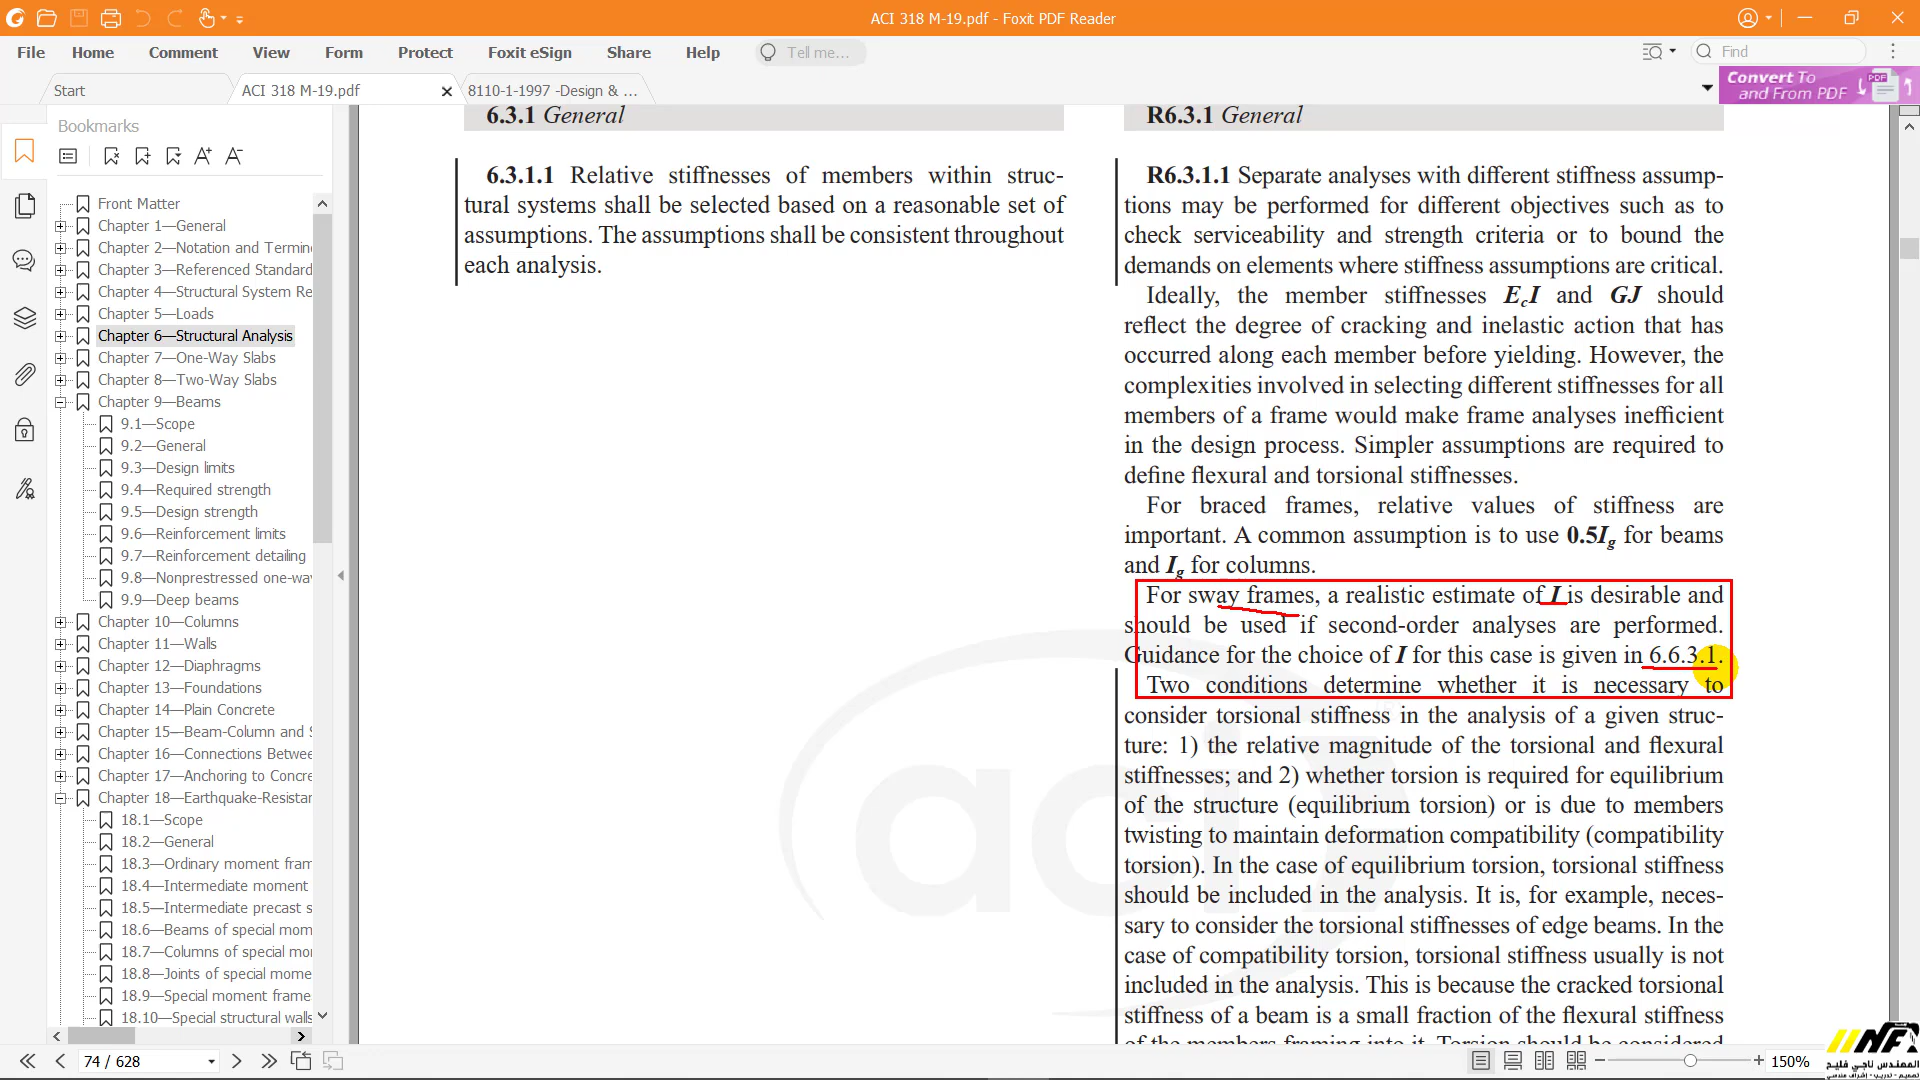 ACI 318 M-19.pdf - Foxit PDF Reader
File Home Comment View Form Protect Foxit eSign Share Help Tell me... Find
Start ACI 318 M-19.pdf 8110-1-1997 -Design & ...
Convert To
and From PDF
PDF
Bookmarks
Front Matter
Chapter 1—General
Chapter 2—Notation and Termin
Chapter 3—Referenced Standard
Chapter 4—Structural System Re
Chapter 5—Loads
Chapter 6—Structural Analysis
Chapter 7—One-Way Slabs
Chapter 8—Two-Way Slabs
Chapter 9—Beams
9.1—Scope
9.2—General
9.3—Design limits
9.4—Required strength
9.5—Design strength
9.6—Reinforcement limits
9.7—Reinforcement detailing
9.8—Nonprestressed one-wa
9.9—Deep beams
Chapter 10—Columns
Chapter 11—Walls
Chapter 12—Diaphragms
Chapter 13—Foundations
Chapter 14—Plain Concrete
Chapter 15—Beam-Column and S
Chapter 16—Connections Betwee
Chapter 17—Anchoring to Concre
Chapter 18—Earthquake-Resistan
18.1—Scope
18.2—General
18.3—Ordinary moment fram
18.4—Intermediate moment
18.5—Intermediate precast s
18.6—Beams of special mom
18.7—Columns of special mo
18.8—Joints of special mome
18.9—Special moment frame
18.10—Special structural walls
6.3.1 General
6.3.1.1 Relative stiffnesses of members within struc-
tural systems shall be selected based on a reasonable set of
assumptions. The assumptions shall be consistent throughout
each analysis.
R6.3.1 General
R6.3.1.1 Separate analyses with different stiffness assump-
tions may be performed for different objectives such as to
check serviceability and strength criteria or to bound the
demands on elements where stiffness assumptions are critical.
Ideally, the member stiffnesses EcI and GJ should
reflect the degree of cracking and inelastic action that has
occurred along each member before yielding. However, the
complexities involved in selecting different stiffnesses for all
members of a frame would make frame analyses inefficient
in the design process. Simpler assumptions are required to
define flexural and torsional stiffnesses.
For braced frames, relative values of stiffness are
important. A common assumption is to use 0.5Ig for beams
and Ig for columns.
For sway frames, a realistic estimate of I is desirable and
should be used if second-order analyses are performed.
Guidance for the choice of I for this case is given in 6.6.3.1.
Two conditions determine whether it is necessary to
consider torsional stiffness in the analysis of a given struc-
ture: 1) the relative magnitude of the torsional and flexural
stiffnesses; and 2) whether torsion is required for equilibrium
of the structure (equilibrium torsion) or is due to members
twisting to maintain deformation compatibility (compatibility
torsion). In the case of equilibrium torsion, torsional stiffness
should be included in the analysis. It is, for example, neces-
sary to consider the torsional stiffnesses of edge beams. In the
case of compatibility torsion, torsional stiffness usually is not
included in the analysis. This is because the cracked torsional
stiffness of a beam is a small fraction of the flexural stiffness
of the members framing into it. Torsion should be considered
aci
74 / 628
150%
NF
المهندس ناجي فليح